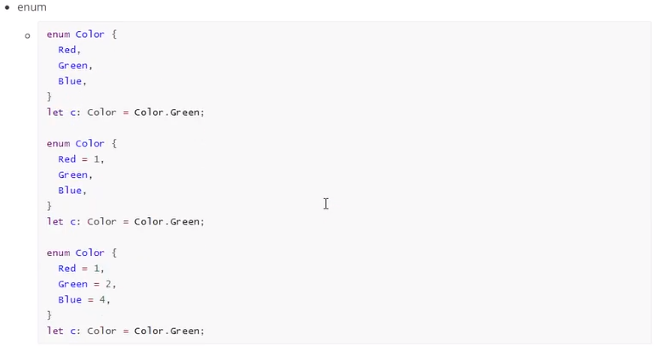 enum
enum Color {
Red,
Green,
Blue,
}
let c: Color = Color.Green;
enum Color {
Red = 1,
Green,
Blue,
}
let c: Color = Color.Green;
enum Color {
Red = 1,
Green = 2,
Blue = 4,
}
let c: Color = Color.Green;